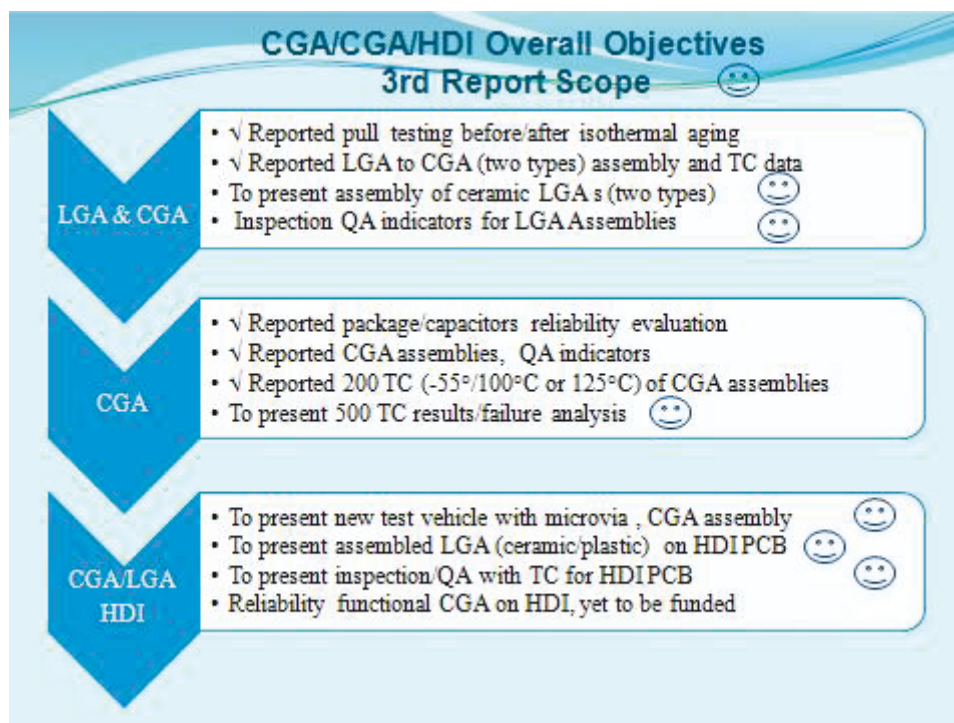 CGA/CGA/HDI Overall Objectives
3rd Report Scope
LGA & CGA
• √ Reported pull testing before/after isothermal aging
• √ Reported LGA to CGA (two types) assembly and TC data
• To present assembly of ceramic LGA s (two types)
• Inspection QA indicators for LGA Assemblies
CGA
• √ Reported package/capacitors reliability evaluation
• √ Reported CGA assemblies, QA indicators
• √ Reported 200 TC (-55°/100°C or 125°C) of CGA assemblies
• To present 500 TC results/failure analysis
CGA/LGA
HDI
• To present new test vehicle with microvia , CGA assembly
• To present assembled LGA (ceramic/plastic) on HDI PCB
• To present inspection/QA with TC for HDI PCB
• Reliability functional CGA on HDI, yet to be funded